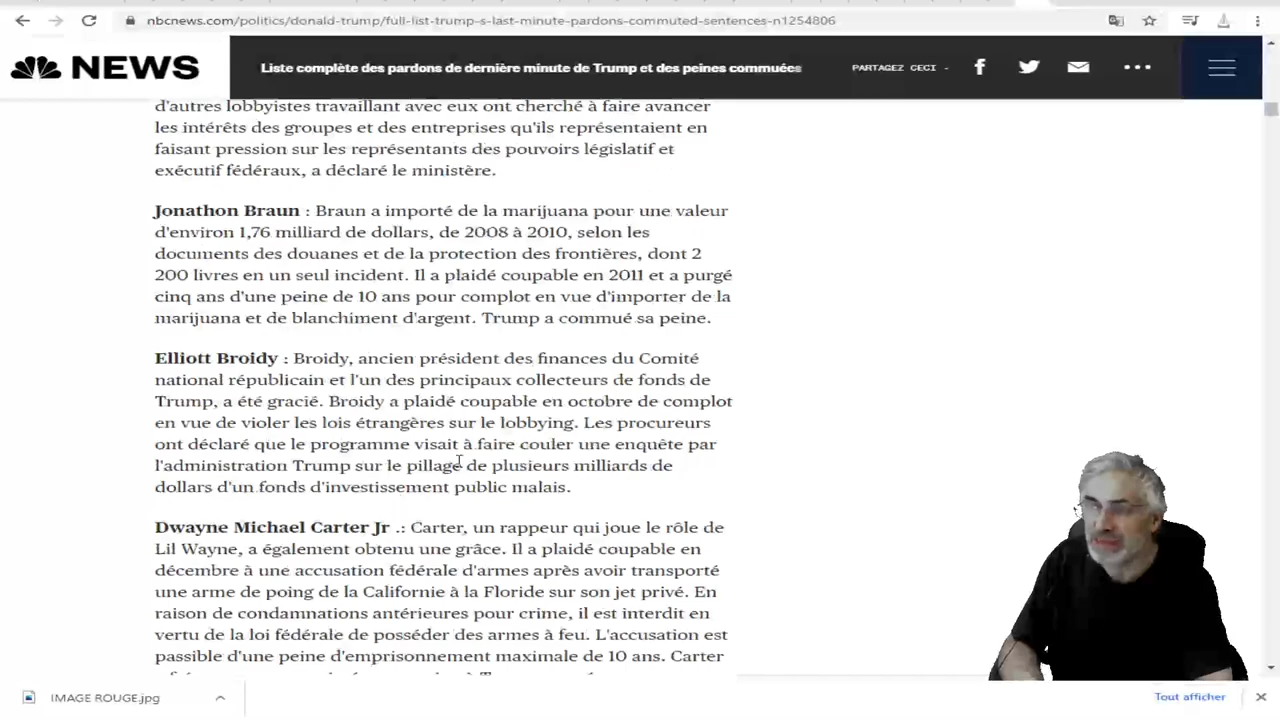 nbcnews.com/politics/donald-trump/full-list-trump-s-last-minute-pardons-commuted-sentences-n1254806
NEWS
Liste complète des pardons de dernière minute de Trump et des peines commuées
PARTAGEZ CECI -
d'autres lobbyistes travaillant avec eux ont cherché à faire avancer
les intérêts des groupes et des entreprises qu'ils représentaient en
faisant pression sur les représentants des pouvoirs législatif et
exécutif fédéraux, a déclaré le ministère.
Jonathon Braun : Braun a importé de la marijuana pour une valeur
d'environ 1,76 milliard de dollars, de 2008 à 2010, selon les
documents des douanes et de la protection des frontières, dont 2
200 livres en un seul incident. Il a plaidé coupable en 2011 et a purgé
cinq ans d'une peine de 10 ans pour complot en vue d'importer de la
marijuana et de blanchiment d'argent. Trump a commué sa peine.
Elliott Broidy : Broidy, ancien président des finances du Comité
national républicain et l'un des principaux collecteurs de fonds de
Trump, a été gracié. Broidy a plaidé coupable en octobre de complot
en vue de violer les lois étrangères sur le lobbying. Les procureurs
ont déclaré que le programme visait à faire couler une enquête par
l'administration Trump sur le pillage de plusieurs milliards de
dollars d'un fonds d'investissement public malais.
Dwayne Michael Carter Jr .: Carter, un rappeur qui joue le rôle de
Lil Wayne, a également obtenu une grâce. Il a plaidé coupable en
décembre à une accusation fédérale d'armes après avoir transporté
une arme de poing de la Californie à la Floride sur son jet privé. En
raison de condamnations antérieures pour crime, il est interdit en
vertu de la loi fédérale de posséder des armes à feu. L'accusation est
passible d'une peine d'emprisonnement maximale de 10 ans. Carter
IMAGE ROUGE.jpg
Tout afficher